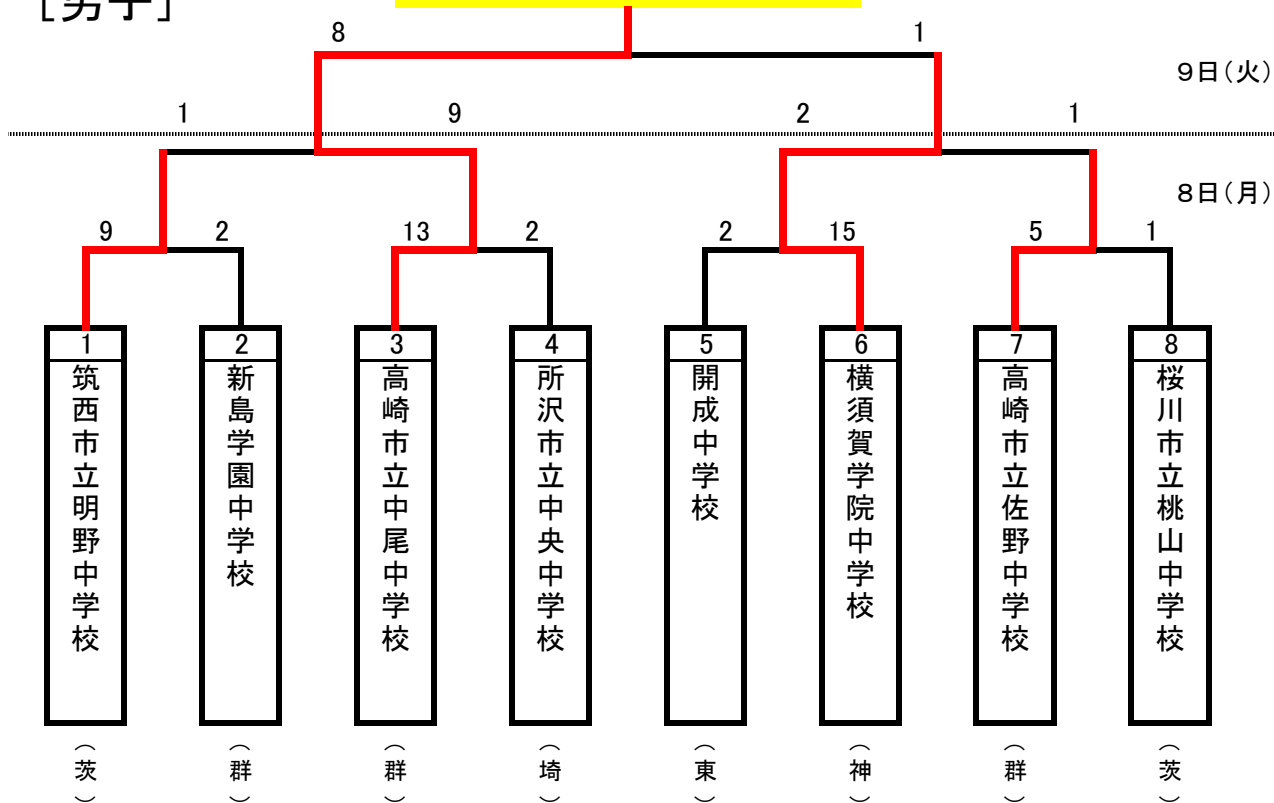 ［男子］
8 1
9日(火)
1 9 2 1
8日(月)
9 2 13 2 2 15 5 1
1 2 3 4 5 6 7 8
筑西市立明野中学校
新島学園中学校
高崎市立中尾中学校
所沢市立中央中学校
開成中学校
横須賀学院中学校
高崎市立佐野中学校
桜川市立桃山中学校
（茨） （群） （群） （埼） （東） （神） （群） （茨）